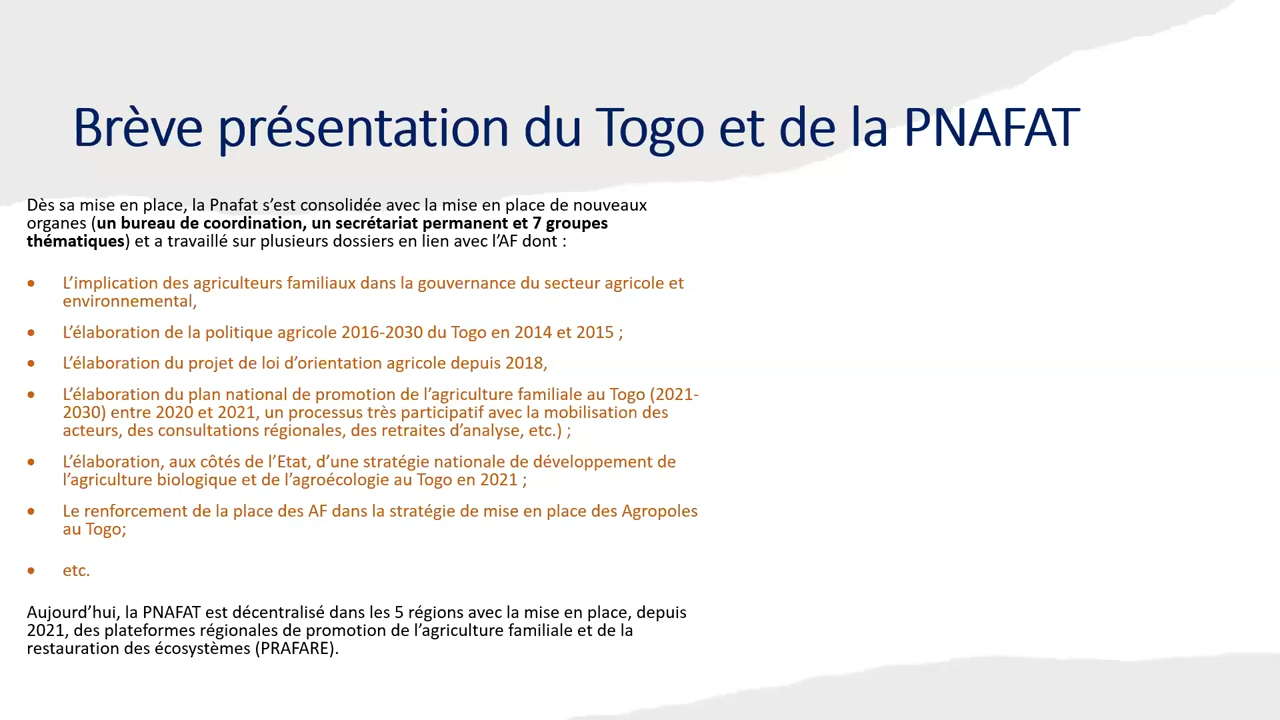 Brève présentation du Togo et de la PNAFAT
Dès sa mise en place, la Pnafat s’est consolidée avec la mise en place de nouveaux
organes (un bureau de coordination, un secrétariat permanent et 7 groupes
thématiques) et a travaillé sur plusieurs dossiers en lien avec l’AF dont :
• L’implication des agriculteurs familiaux dans la gouvernance du secteur agricole et
environnemental,
• L’élaboration de la politique agricole 2016-2030 du Togo en 2014 et 2015 ;
• L’élaboration du projet de loi d’orientation agricole depuis 2018,
• L’élaboration du plan national de promotion de l’agriculture familiale au Togo (2021-
2030) entre 2020 et 2021, un processus très participatif avec la mobilisation des
acteurs, des consultations régionales, des retraites d’analyse, etc.) ;
• L’élaboration, aux côtés de l’Etat, d’une stratégie nationale de développement de
l’agriculture biologique et de l’agroécologie au Togo en 2021 ;
• Le renforcement de la place des AF dans la stratégie de mise en place des Agropoles
au Togo;
• etc.
Aujourd’hui, la PNAFAT est décentralisé dans les 5 régions avec la mise en place, depuis
2021, des plateformes régionales de promotion de l’agriculture familiale et de la
restauration des écosystèmes (PRAFARE).